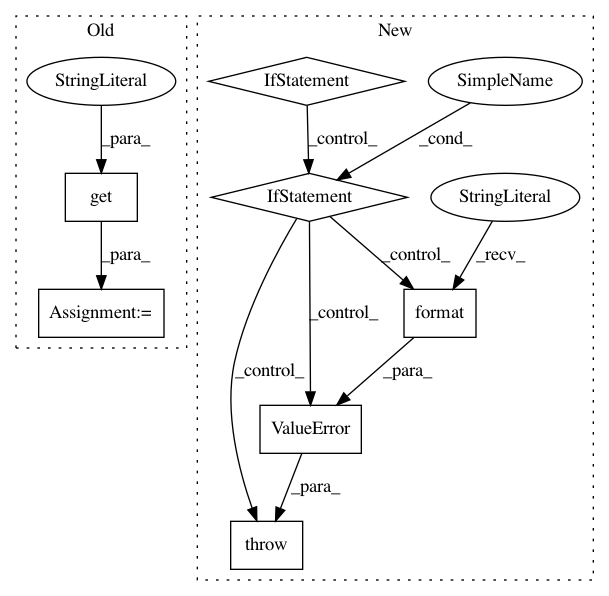 Old
New
StringLiteral
IfStatement
SimpleName
_para_
_control_
_cond_
get
IfStatement
StringLiteral
_para_
_control_
_recv_
Assignment:=
_control_
format
_control_
_para_
ValueError
_para_
throw